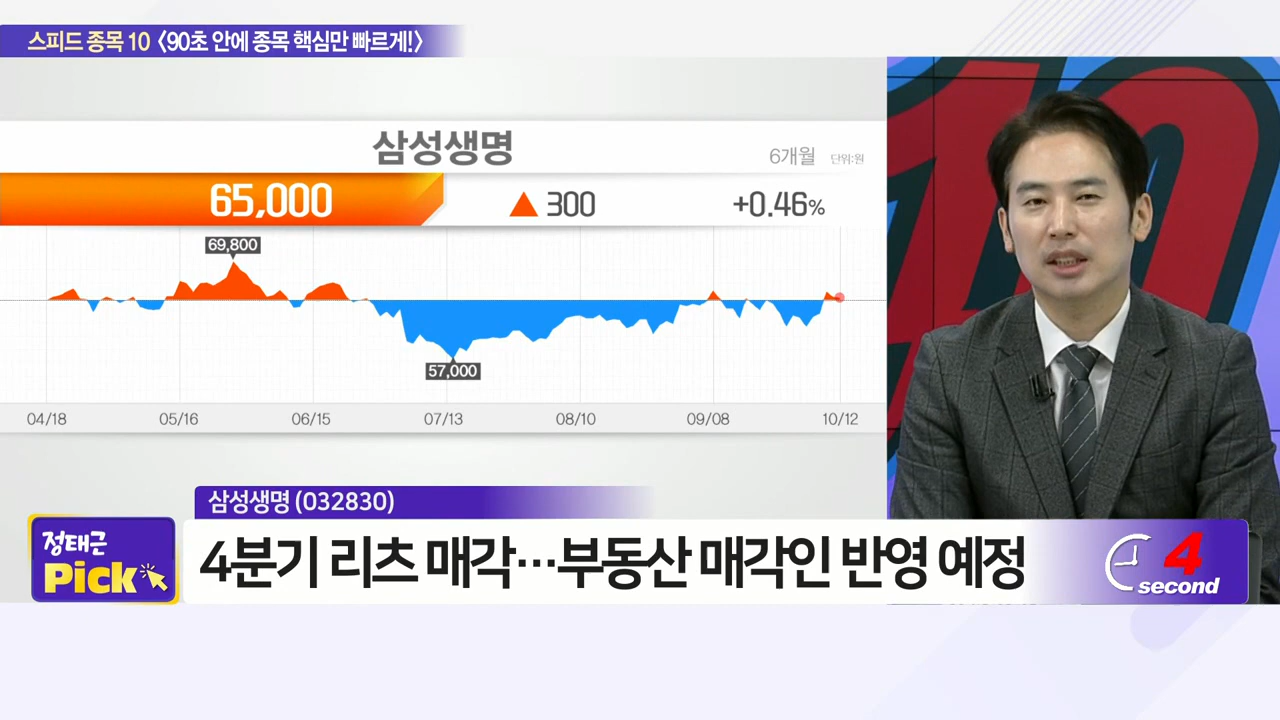 스피드 종목 10 〈90초 안에 종목 핵심만 빠르게!〉
삼성생명
6개월 단위:원
65,000 ▲ 300 +0.46%
69,800
57,000
04/18 05/16 06/15 07/13 08/10 09/08 10/12
삼성생명 (032830)
정태근
Pick
4분기 리츠 매각…부동산 매각인 반영 예정
4
second